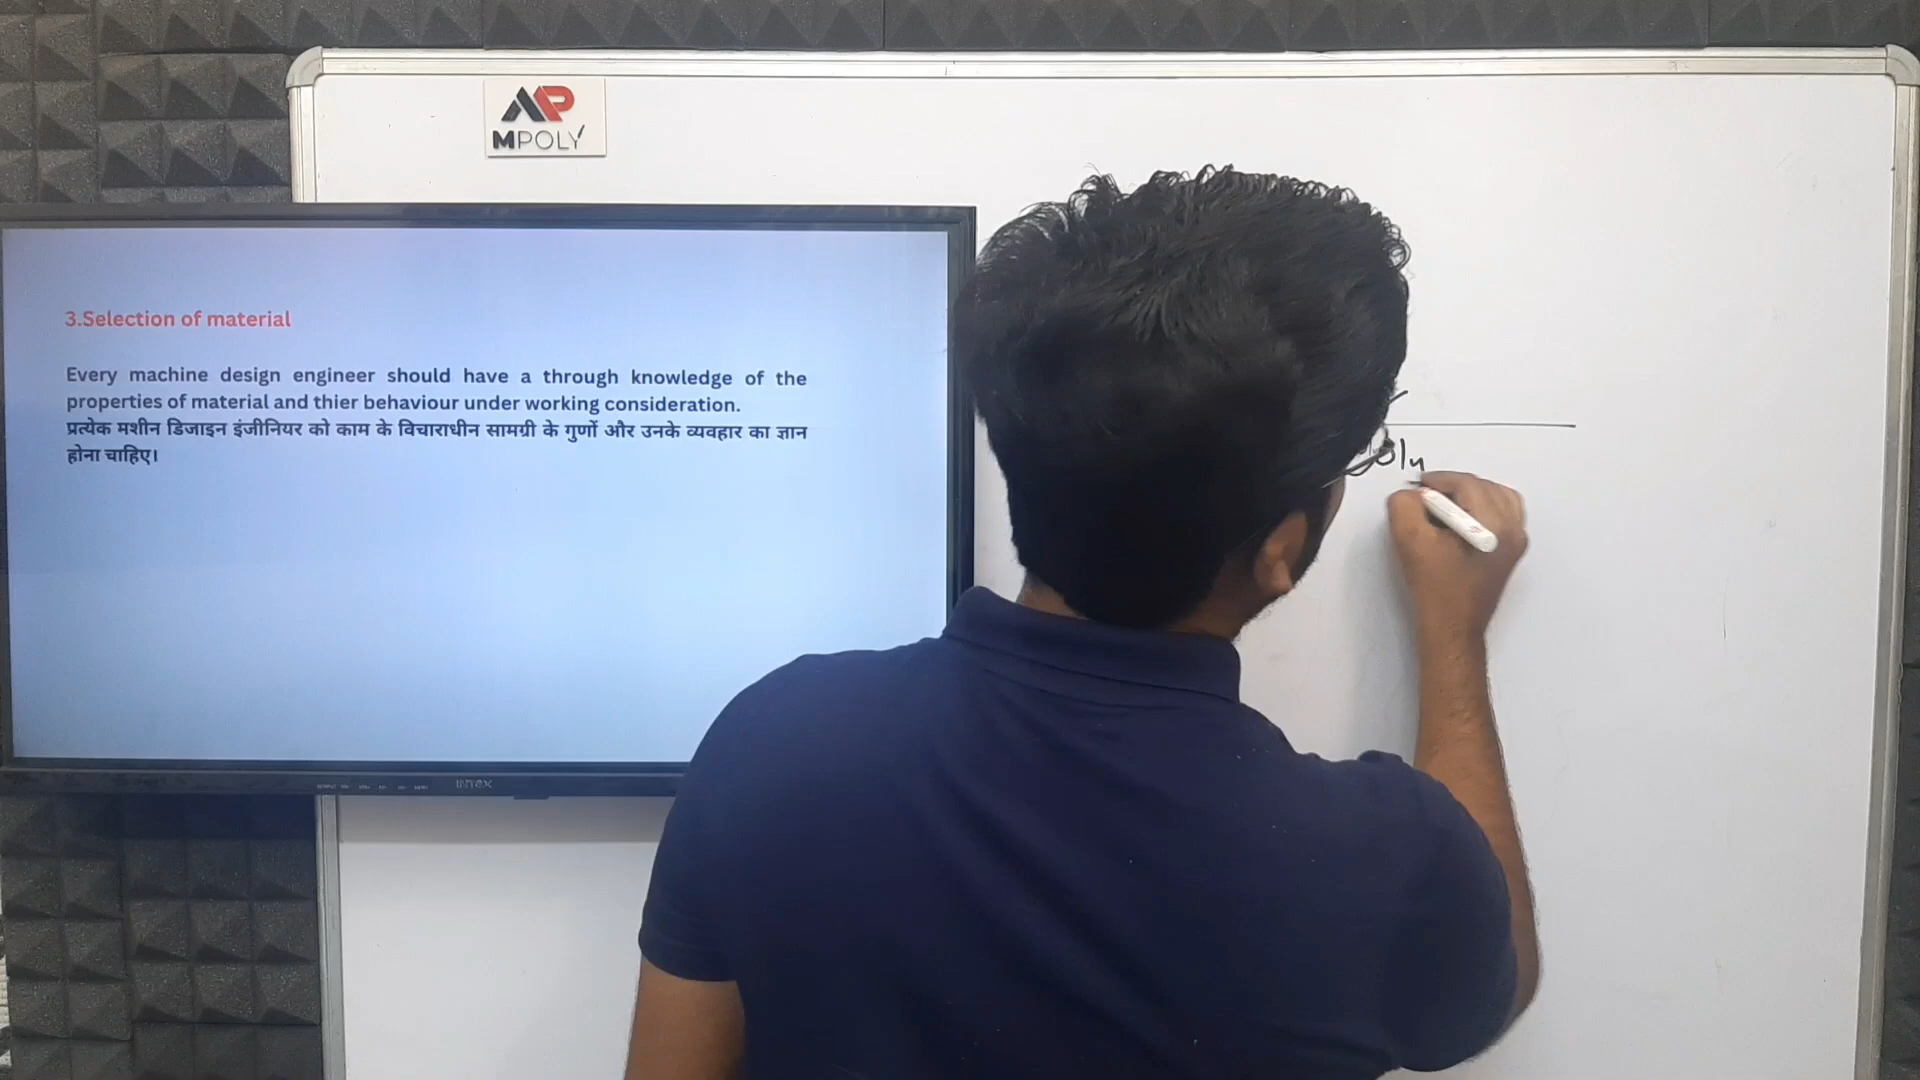 MPOLY
3.Selection of material
Every machine design engineer should have a through knowledge of the
properties of material and thier behaviour under working consideration.
प्रत्येक मशीन डिजाइन इंजीनियर को काम के विचाराधीन सामग्री के गुणों और उनके व्यवहार का ज्ञान
होना चाहिए।
INTEX